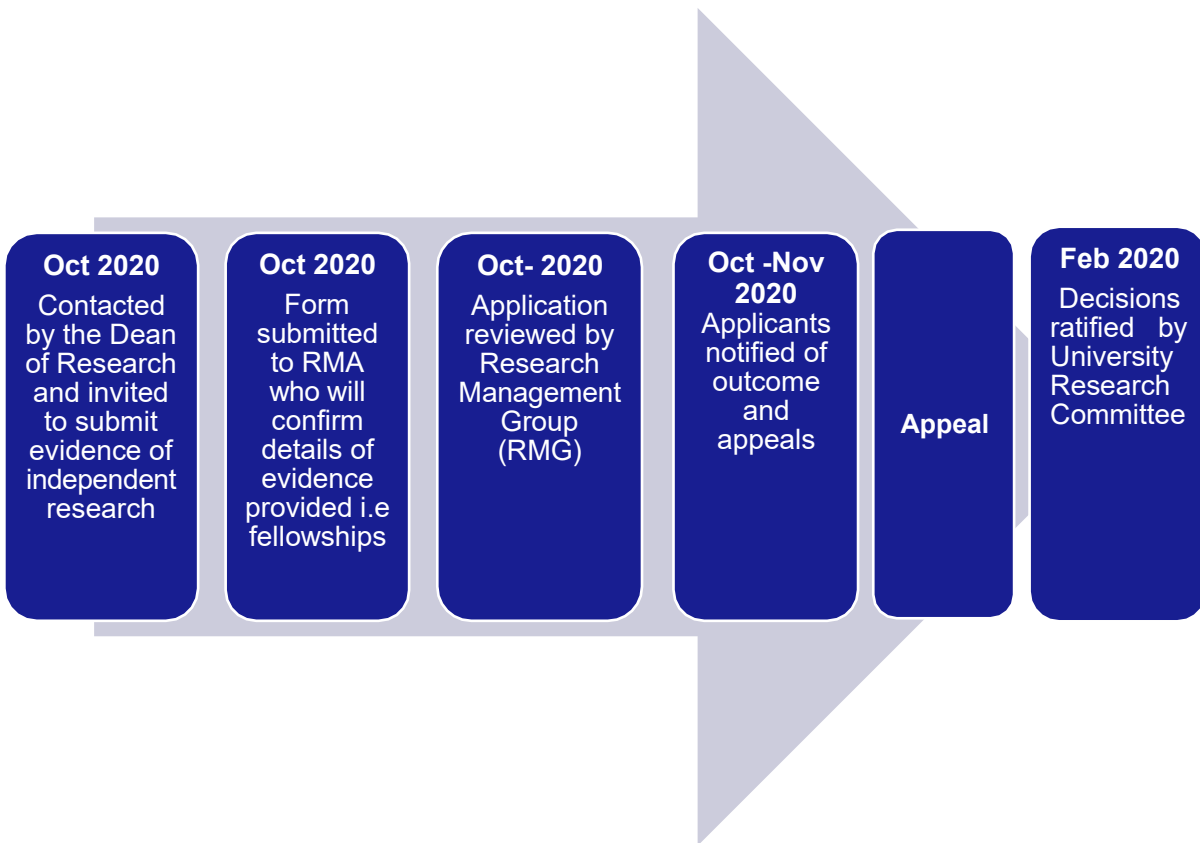 Oct 2020
Contacted
by the Dean
of Research
and invited
to submit
evidence of
independent
research
Oct 2020
Form
submitted
to RMA
who will
confirm
details of
evidence
provided i.e
fellowships
Oct- 2020
Application
reviewed by
Research
Management
Group
(RMG)
Oct -Nov
2020
Applicants
notified of
outcome
and
appeals
Appeal
Feb 2020
Decisions
ratified by
University
Research
Committee